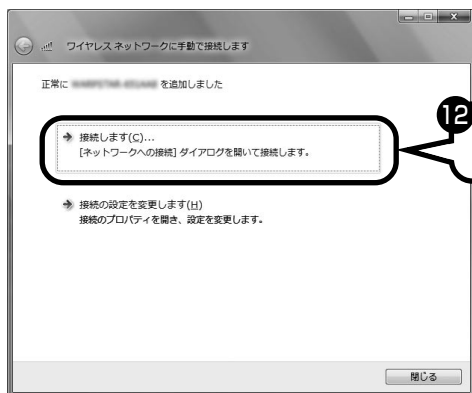 ワイヤレス ネットワークに手動で接続します
正常に を追加しました
接続します(C)...
[ネットワークへの接続] ダイアログを開いて接続します。
12
接続の設定を変更します(H)
接続のプロパティを開き、設定を変更します。
閉じる